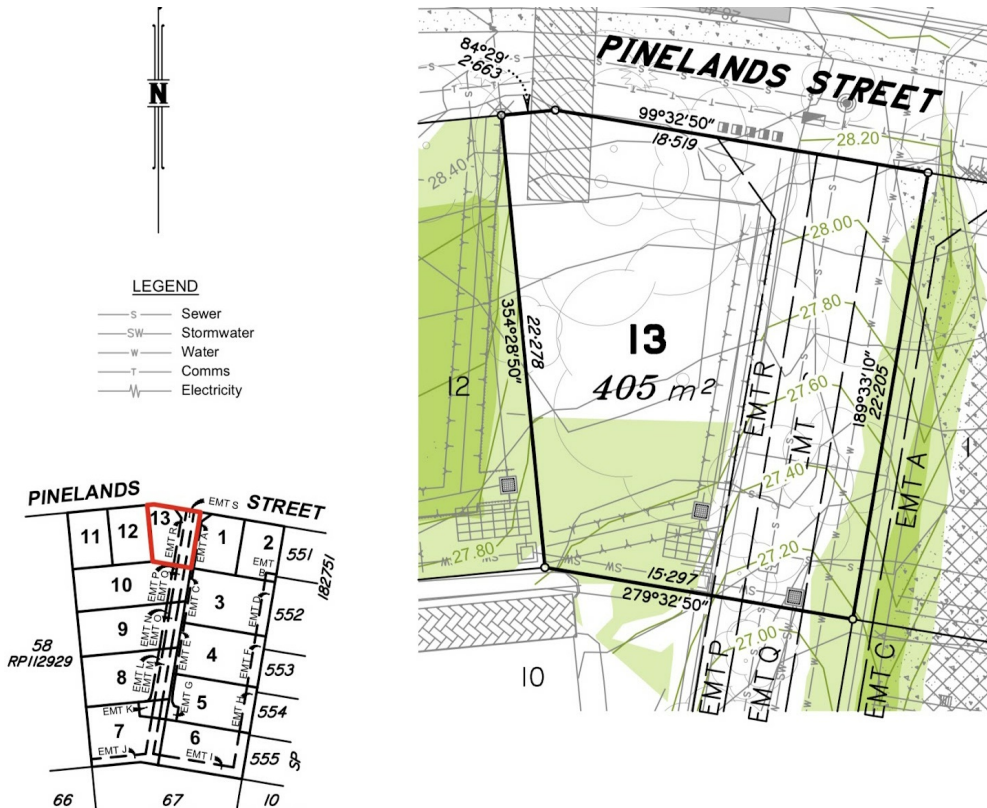 N
LEGEND
S Sewer
SW Stormwater
W Water
T Comms
Electricity
PINELANDS STREET
84°29'
2·663
99°32'50"
18·519
28.20
28.40
28.00
354°28'50"
22·278
27.80
13
405 m²
12
EMT R
27.60
EMT
189°33'10"
22·205
EMT A
1
27.40
27.80
27.20
15·297
279°32'50"
27.00
10
EMT P
EMT Q
EMT C
PINELANDS STREET
EMT S
11
12
13
EMT R
EMT A
1
2
551
EMT
182751
10
EMT P
EMT Q
EMT C
3
EMT D
552
9
EMT N
EMT O
EMT E
4
EMT F
553
58
RP112929
8
EMT L
EMT M
EMT G
5
EMT H
554
EMT K
7
EMT J
6
EMT I
555
SP
66
67
10